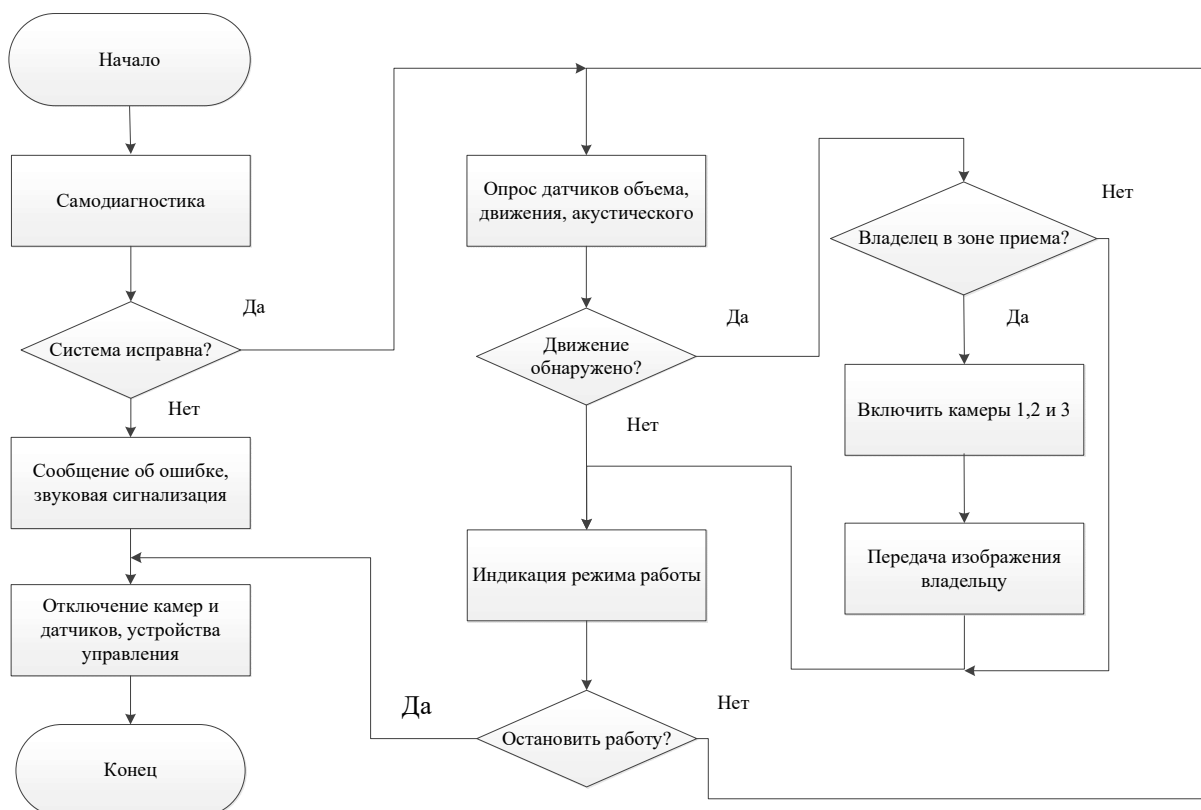 Начало
Самодиагностика
Да
Система исправна?
Нет
Сообщение об ошибке,
звуковая сигнализация
Отключение камер и
датчиков, устройства
управления
Конец
Опрос датчиков объема,
движения, акустического
Да
Движение
обнаружено?
Нет
Индикация режима работы
Да
Нет
Остановить работу?
Нет
Владелец в зоне приема?
Да
Включить камеры 1,2 и 3
Передача изображения
владельцу